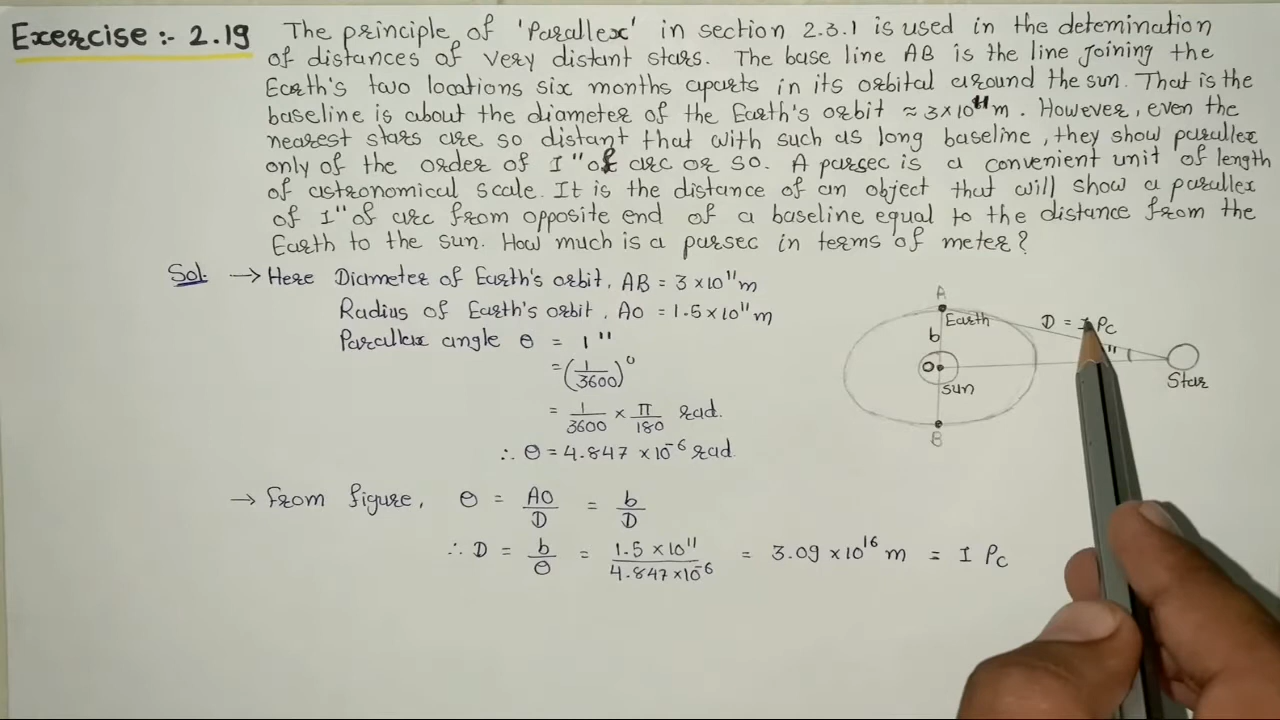 Exercise :- 2.19 The principle of 'Parallex' in section 2.3.1 is used in the detemination
of distances of very distant stars. The base line AB is the line joining the
Earth's two locations six months aparts in its orbital around the sun. That is the
baseline is about the diameter of the Earth's orbit ≈ 3×10¹¹m. However, even the
nearest stars are so distant that with such as long baseline, they show parallex
only of the order of 1" of arc or so. A parsec is a convenient unit of length
of astronomical scale. It is the distance of an object that will show a parallex
of 1" of arc from opposite end of a baseline equal to the distance from the
Earth to the sun. How much is a parsec in terms of meter?
Sol. → Here Diameter of Earth's orbit, AB = 3×10¹¹m
Radius of Earth's orbit, AO = 1.5×10¹¹m
Parallax angle θ = 1"
= (1/3600)°
= 1/3600 × π/180 rad.
∴ θ = 4.847 ×10⁻⁶ rad
→ from figure, θ = AO/D = b/D
∴ D = b/θ = 1.5×10¹¹/4.847×10⁻⁶ = 3.09×10¹⁶ m = 1 Pc
A
Earth
b
D = 1 Pc
"
O
Sun
Star
B